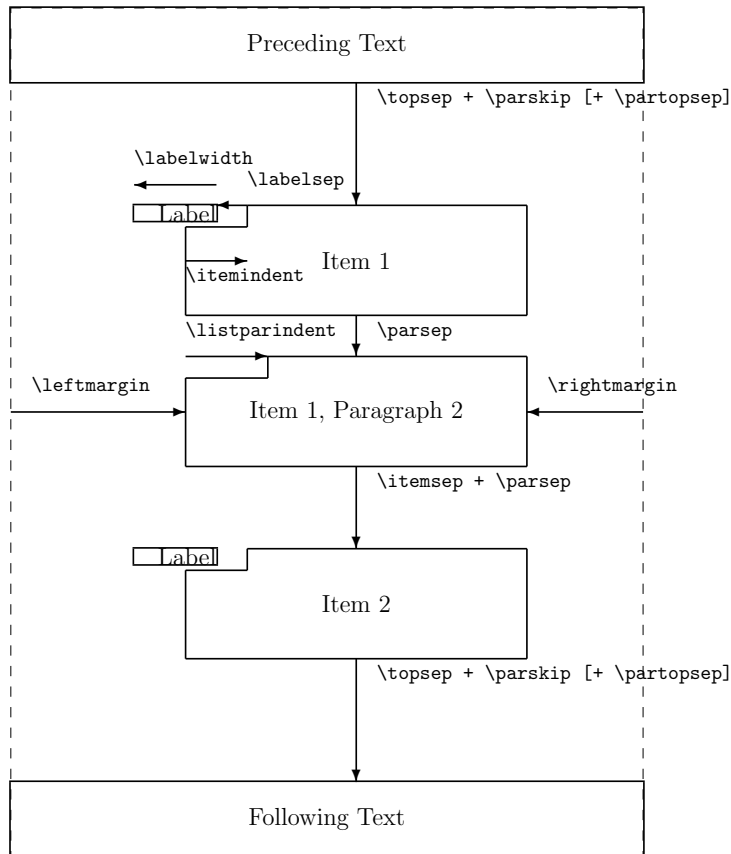 Preceding Text
\topsep + \parskip [+ \partopsep]
\labelwidth
\labelsep
Label
Item 1
\itemindent
\listparindent
\parsep
\leftmargin
\rightmargin
Item 1, Paragraph 2
\itemsep + \parsep
Label
Item 2
\topsep + \parskip [+ \partopsep]
Following Text